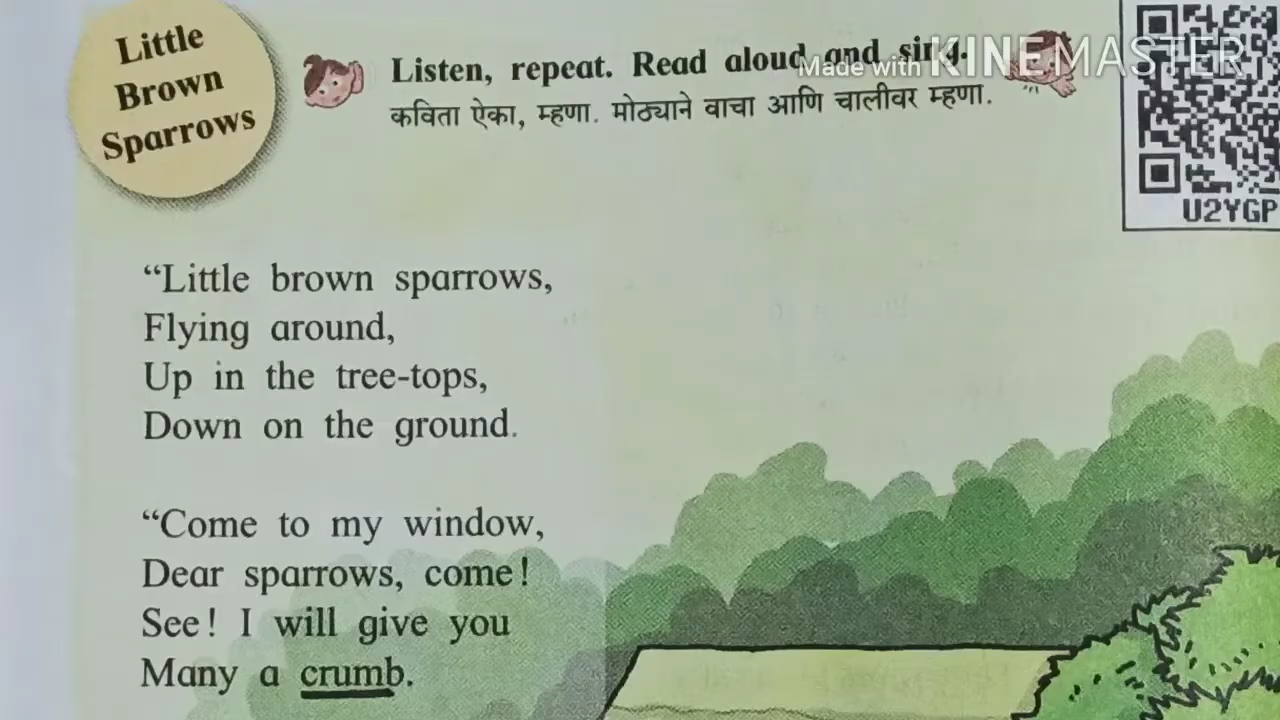 Little
Brown
Sparrows
Listen, repeat. Read aloud and sing.
कविता ऐका, म्हणा. मोठ्याने वाचा आणि चालीवर म्हणा.
Made with KINEMASTER
U2YGP
“Little brown sparrows,
Flying around,
Up in the tree-tops,
Down on the ground.
“Come to my window,
Dear sparrows, come!
See! I will give you
Many a crumb.